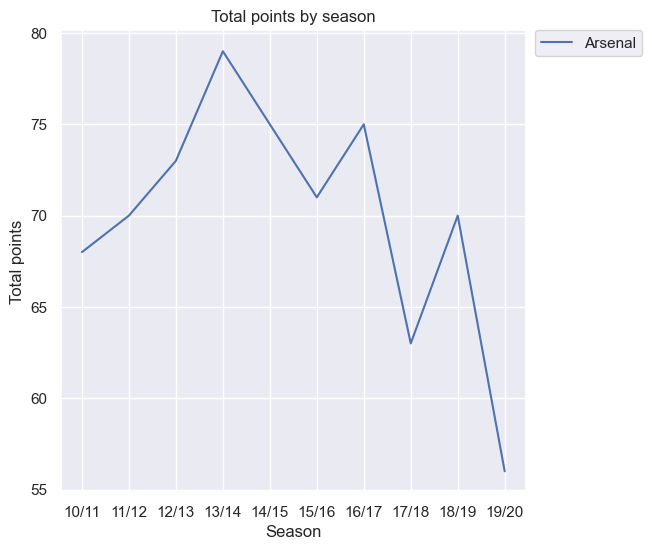 Total points by season
Arsenal
80
75
70
65
60
55
Total points
10/11 11/12 12/13 13/14 14/15 15/16 16/17 17/18 18/19 19/20
Season